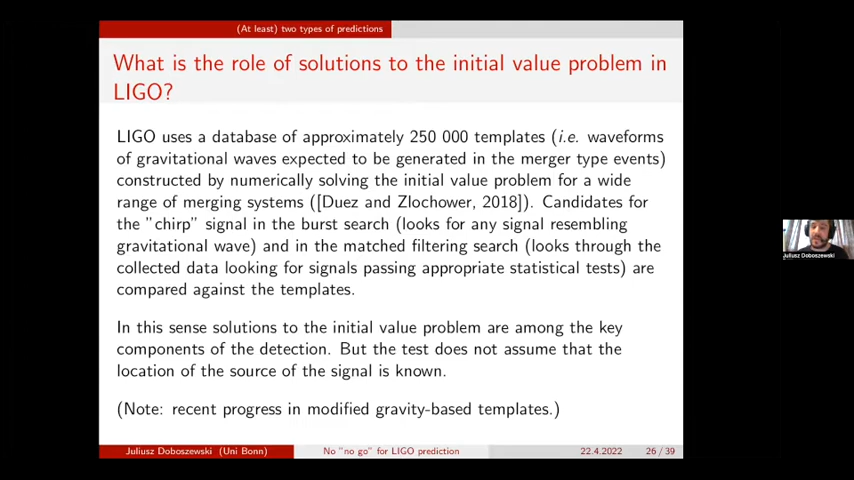 (At least) two types of predictions
What is the role of solutions to the initial value problem in
LIGO?
LIGO uses a database of approximately 250 000 templates (i.e. waveforms
of gravitational waves expected to be generated in the merger type events)
constructed by numerically solving the initial value problem for a wide
range of merging systems ([Duez and Zlochower, 2018]). Candidates for
the "chirp" signal in the burst search (looks for any signal resembling
gravitational wave) and in the matched filtering search (looks through the
collected data looking for signals passing appropriate statistical tests) are
compared against the templates.
In this sense solutions to the initial value problem are among the key
components of the detection. But the test does not assume that the
location of the source of the signal is known.
(Note: recent progress in modified gravity-based templates.)
Juliusz Doboszewski (Uni Bonn)
No "no go" for LIGO prediction
22.4.2022
26 / 39
Juliusz Doboszewski